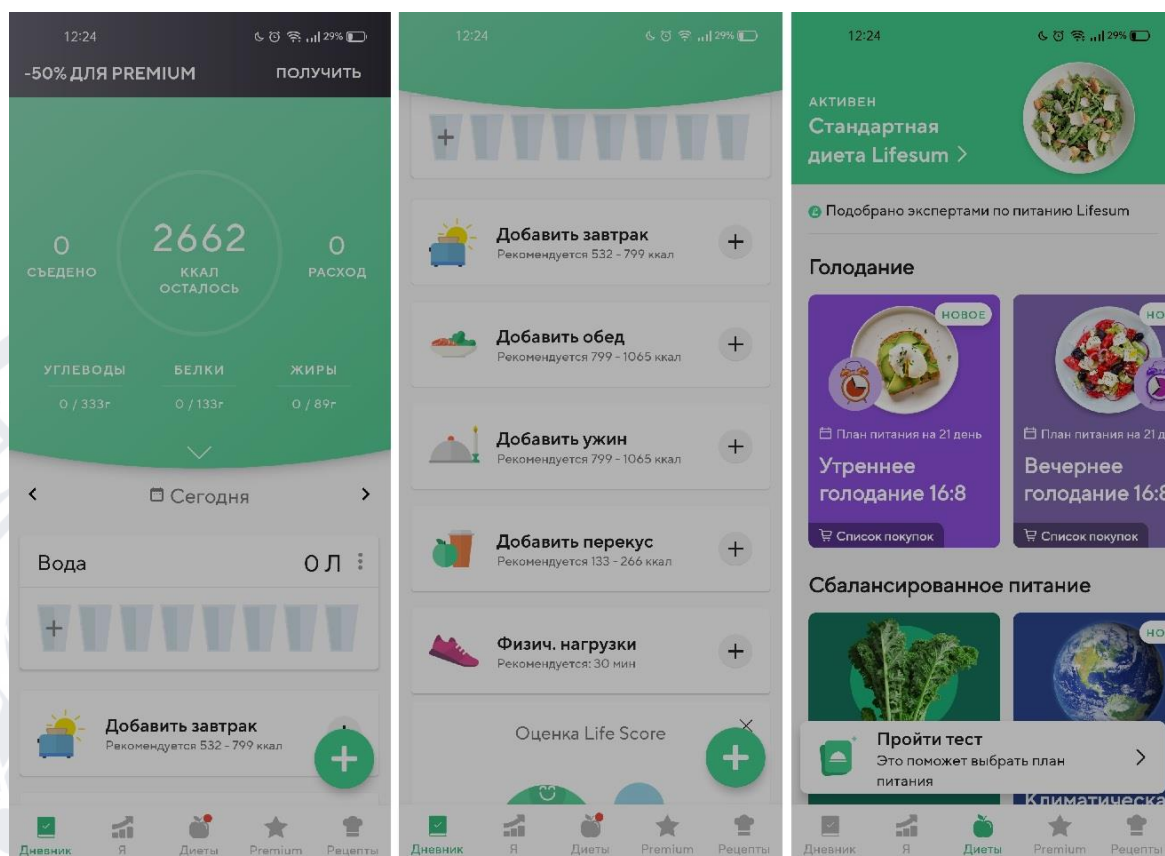 12:24
29%
-50% ДЛЯ PREMIUM
ПОЛУЧИТЬ
0
СЪЕДЕНО
2662
ККАЛ
ОСТАЛОСЬ
0
РАСХОД
УГЛЕВОДЫ
БЕЛКИ
ЖИРЫ
0 / 333г
0 / 133г
0 / 89г
Сегодня
Вода
0 Л
Добавить завтрак
Рекомендуется 532 - 799 ккал
Дневник
Я
Диеты
Premium
Рецепты
12:24
29%
Добавить завтрак
Рекомендуется 532 - 799 ккал
Добавить обед
Рекомендуется 799 - 1065 ккал
Добавить ужин
Рекомендуется 799 - 1065 ккал
Добавить перекус
Рекомендуется 133 - 266 ккал
Физич. нагрузки
Рекомендуется: 30 мин
Оценка Life Score
Дневник
Я
Диеты
Premium
Рецепты
12:24
29%
АКТИВЕН
Стандартная
диета Lifesum
Подобрано экспертами по питанию Lifesum
Голодание
НОВОЕ
План питания на 21 день
Утреннее
голодание 16:8
Список покупок
НО
План питания на 21 д
Вечернее
голодание 16:8
Список покупок
Сбалансированное питание
НО
Пройти тест
Это поможет выбрать план
питания
Климатическа
Дневник
Я
Диеты
Premium
Рецепты